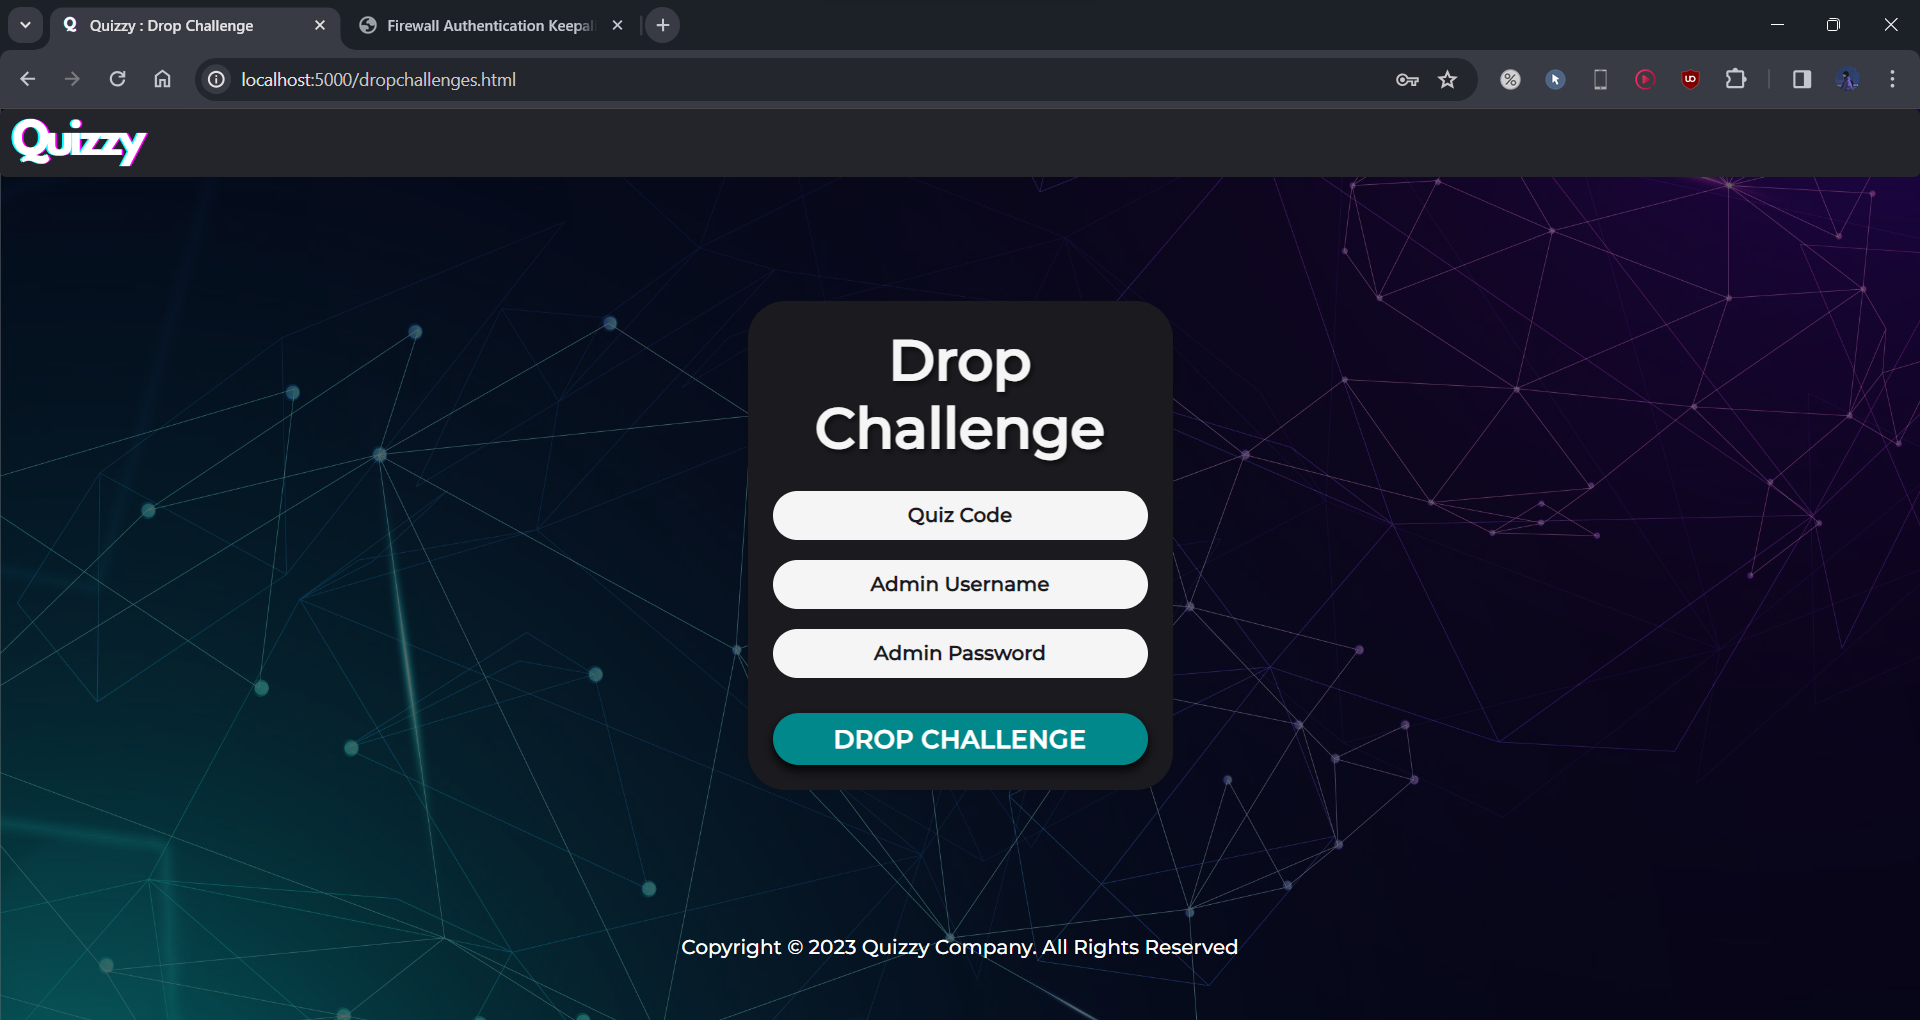 Quizzy : Drop Challenge
Firewall Authentication Keepal
localhost:5000/dropchallenges.html
Quizzy
Drop
Challenge
Quiz Code
Admin Username
Admin Password
DROP CHALLENGE
Copyright © 2023 Quizzy Company. All Rights Reserved